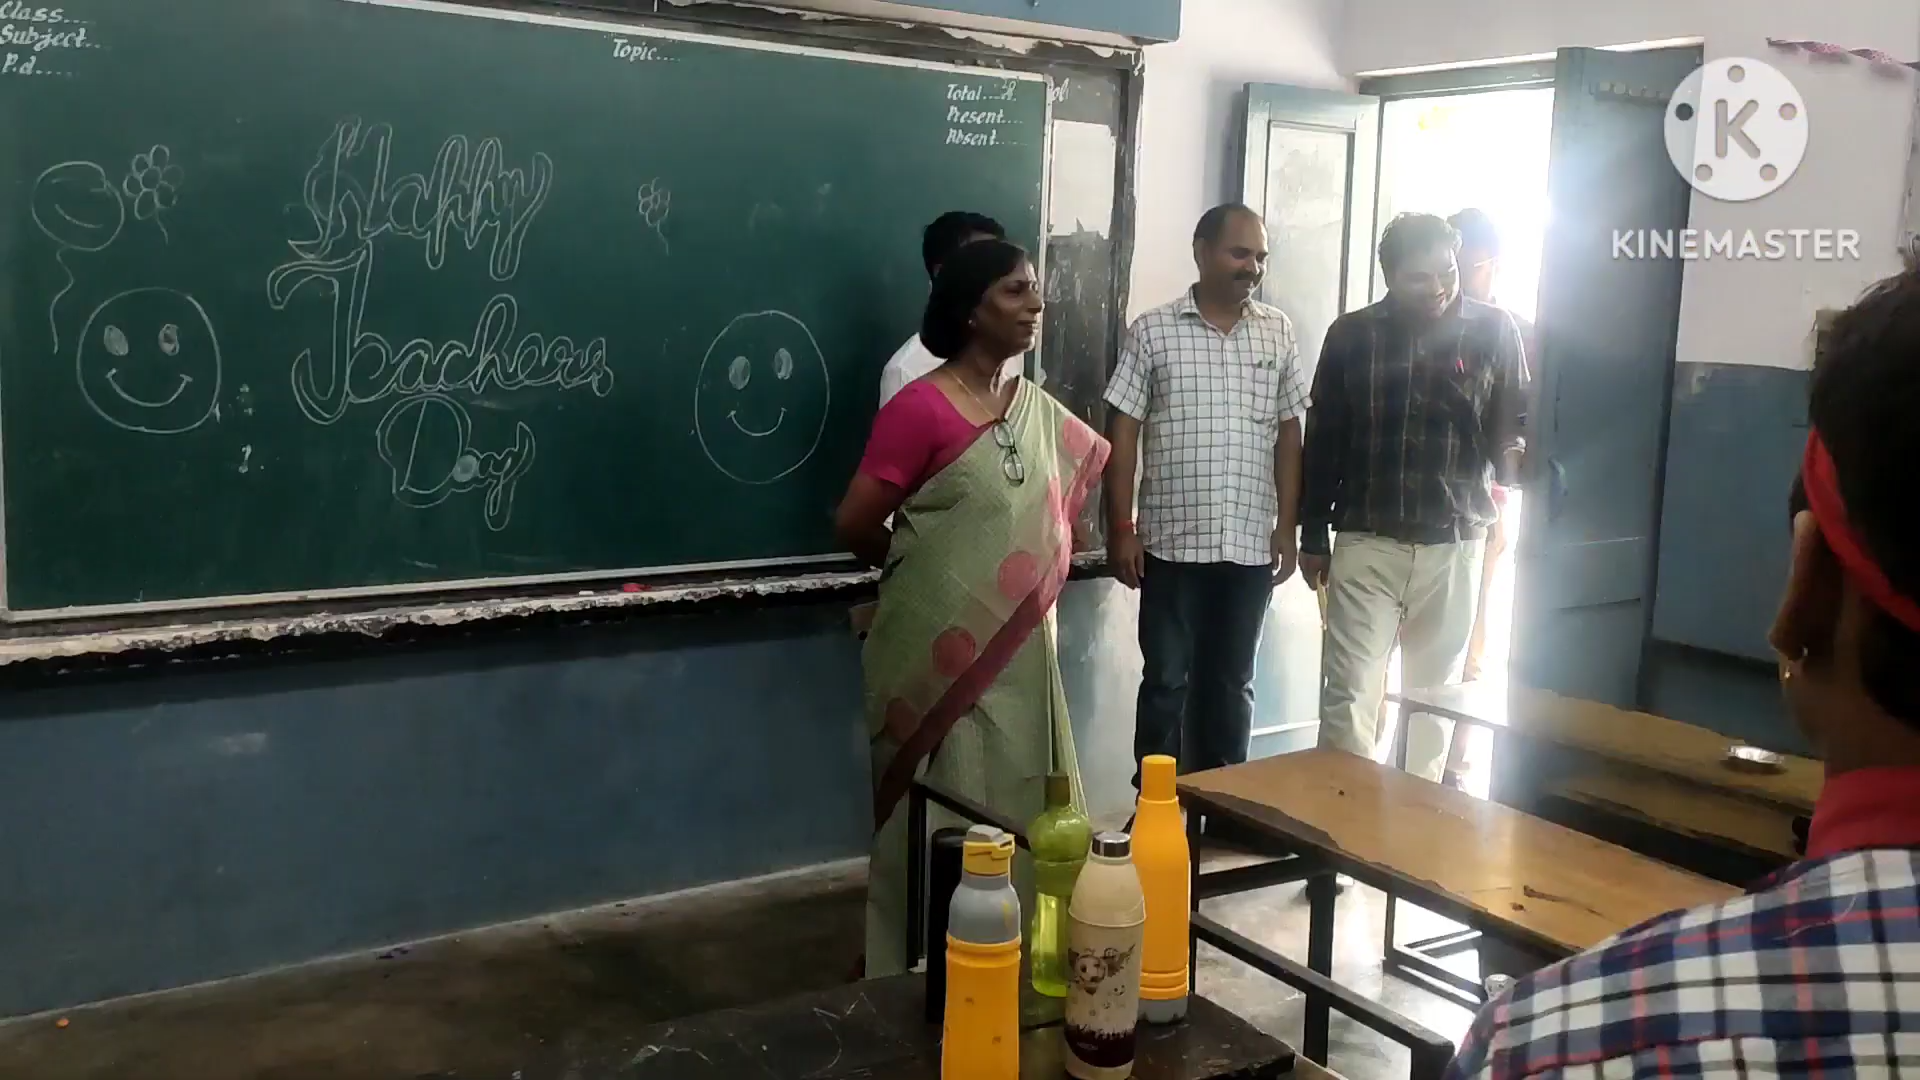 Class...
Subject...
P.d.....
Topic....
Total....
Present....
Absent....
Happy
Teachers
Day
K
KINEMASTER